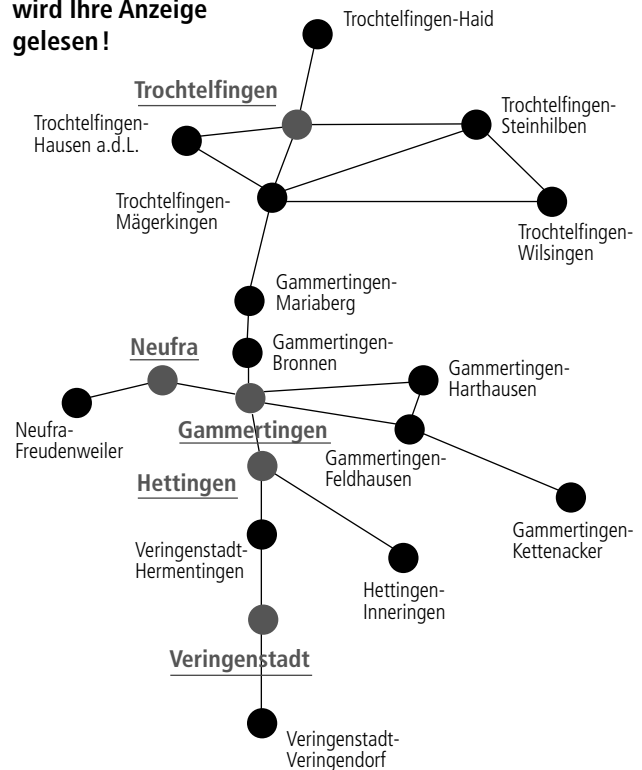 wird Ihre Anzeige
gelesen !
Trochtelfingen-Haid
Trochtelfingen
Trochtelfingen-
Steinhilben
Trochtelfingen-
Hausen a.d.L.
Trochtelfingen-
Mägerkingen
Trochtelfingen-
Wilsingen
Gammertingen-
Mariaberg
Gammertingen-
Bronnen
Neufra
Gammertingen-
Harthausen
Neufra-
Freudenweiler
Gammertingen
Gammertingen-
Feldhausen
Hettingen
Gammertingen-
Kettenacker
Veringenstadt-
Hermentingen
Hettingen-
Inneringen
Veringenstadt
Veringenstadt-
Veringendorf